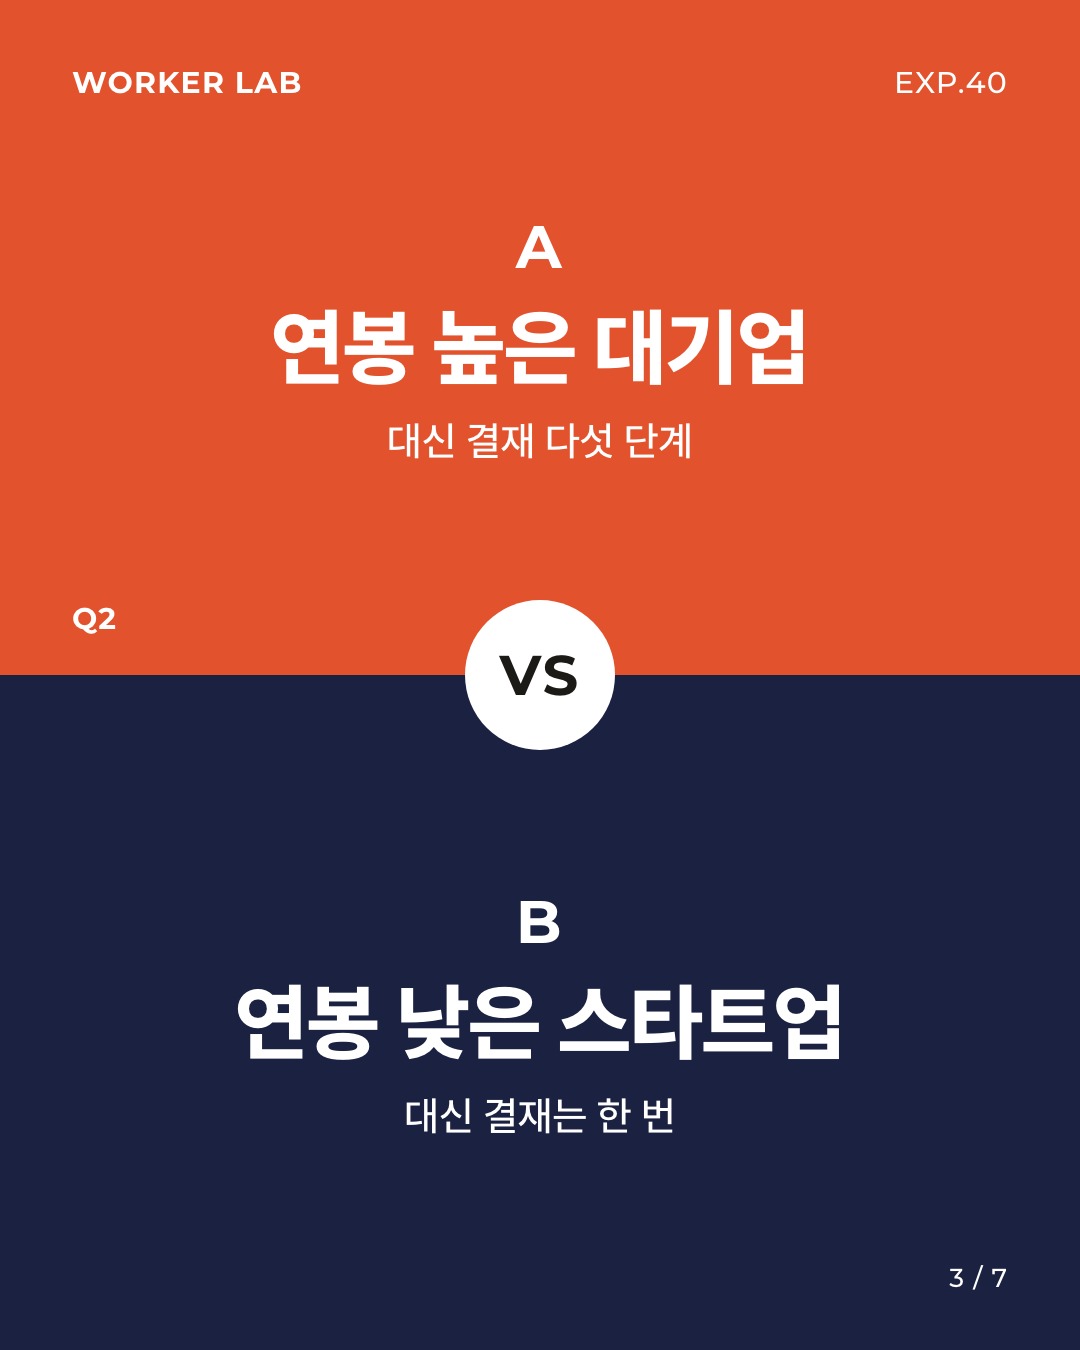 WORKER LAB
EXP.40
A
연봉 높은 대기업
대신 결재 다섯 단계
Q2
VS
B
연봉 낮은 스타트업
대신 결재는 한 번
3 / 7